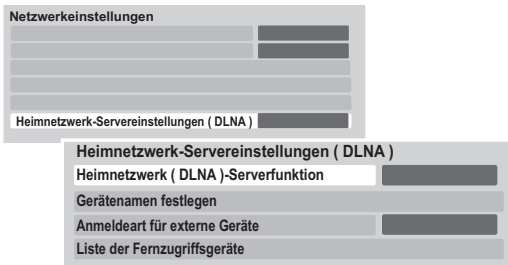 Netzwerkeinstellungen
Heimnetzwerk-Servereinstellungen ( DLNA )
Heimnetzwerk-Servereinstellungen ( DLNA )
Heimnetzwerk ( DLNA )-Serverfunktion
Gerätenamen festlegen
Anmeldeart für externe Geräte
Liste der Fernzugriffsgeräte